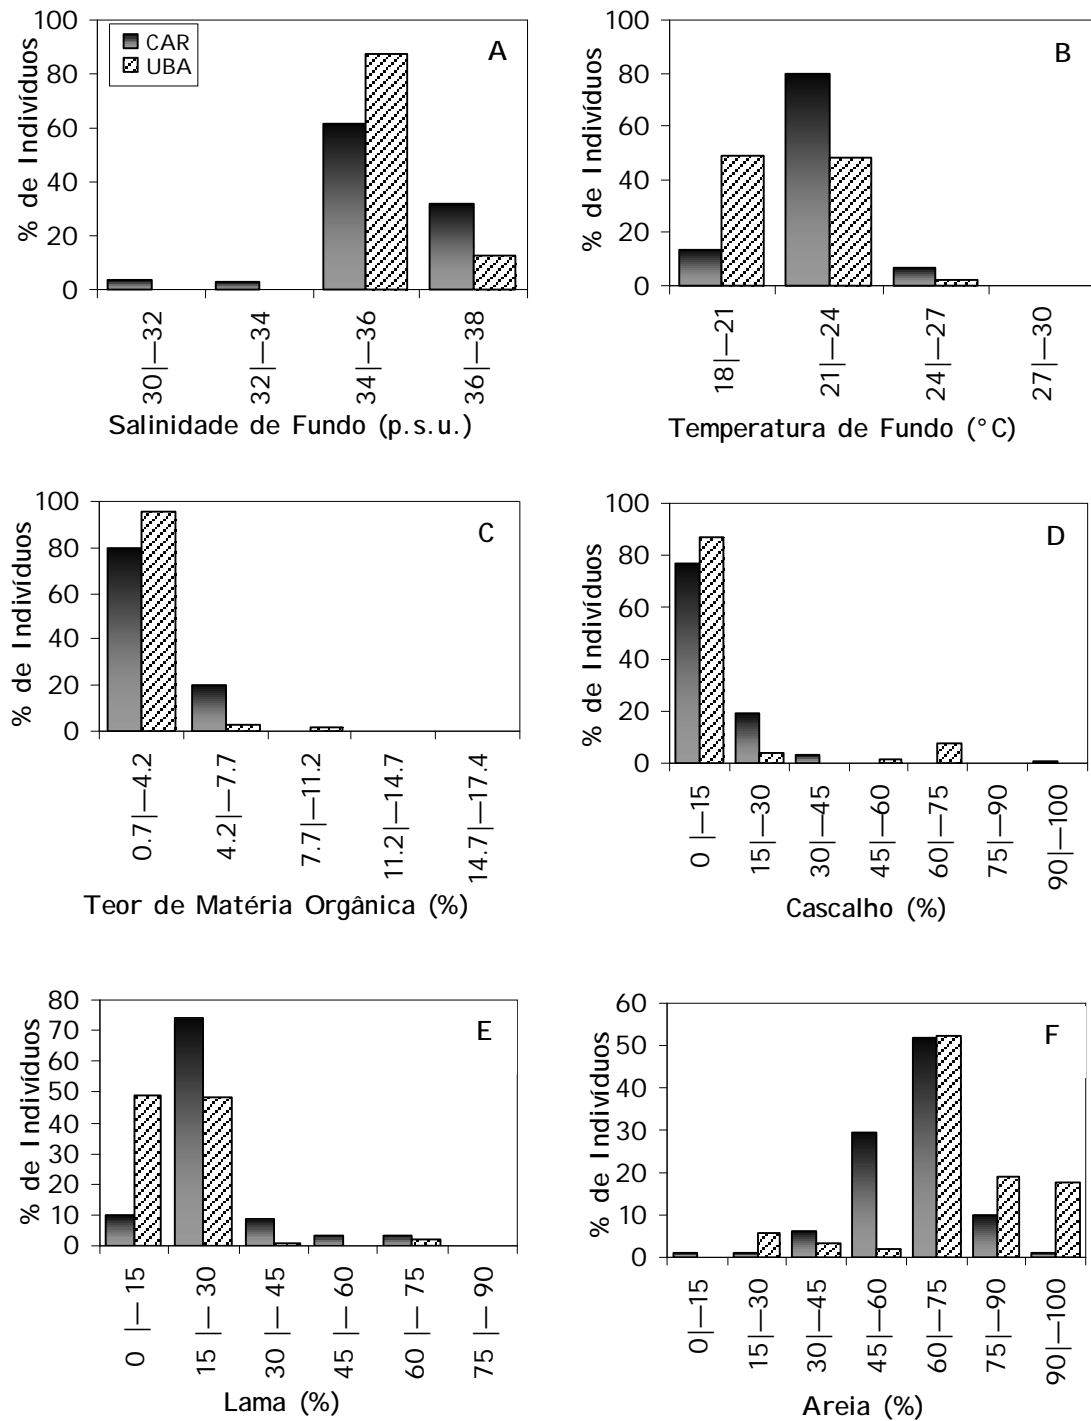 % de Indivíduos
100
80
60
40
20
0
CAR
UBA
A
30|—32
32|—34
34|—36
36|—38
Salinidade de Fundo (p.s.u.)
% de Indivíduos
100
80
60
40
20
0
B
18|—21
21|—24
24|—27
27|—30
Temperatura de Fundo (°C)
% de Indivíduos
100
80
60
40
20
0
C
0.7|—4.2
4.2|—7.7
7.7|—11.2
11.2|—14.7
14.7|—17.4
Teor de Matéria Orgânica (%)
% de Indivíduos
100
80
60
40
20
0
D
0 |—15
15|—30
30|—45
45|—60
60|—75
75|—90
90|—100
Cascalho (%)
% de Indivíduos
80
70
60
50
40
30
20
10
0
E
0 |— 15
15 |— 30
30 |— 45
45 |— 60
60 |— 75
75 |— 90
Lama (%)
% de Indivíduos
60
50
40
30
20
10
0
F
0|—15
15|—30
30|—45
45|—60
60|—75
75|—90
90|—100
Areia (%)